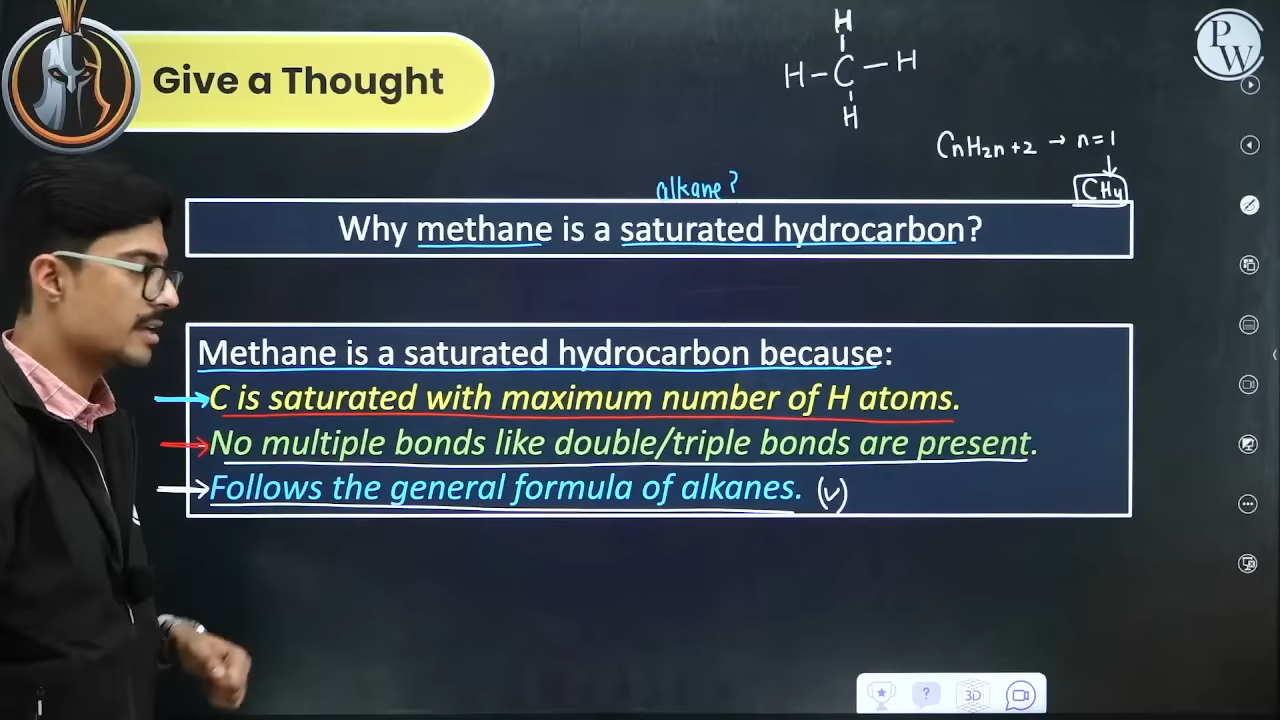 Give a Thought
H
H-C-H
H
CnH2n+2 → n=1
CH4
PW
alkane?
Why methane is a saturated hydrocarbon?
Methane is a saturated hydrocarbon because:
C is saturated with maximum number of H atoms.
No multiple bonds like double/triple bonds are present.
Follows the general formula of alkanes. (✓)
?
3D